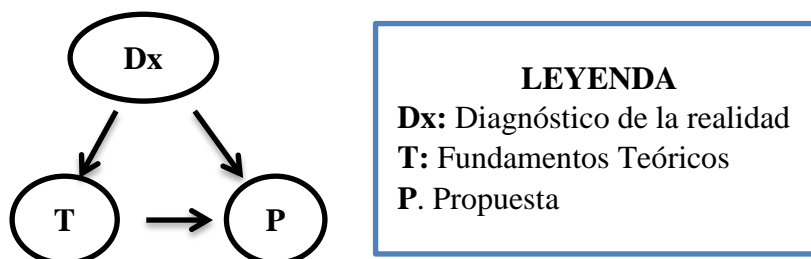 Dx
T
P
LEYENDA
Dx: Diagnóstico de la realidad
T: Fundamentos Teóricos
P. Propuesta